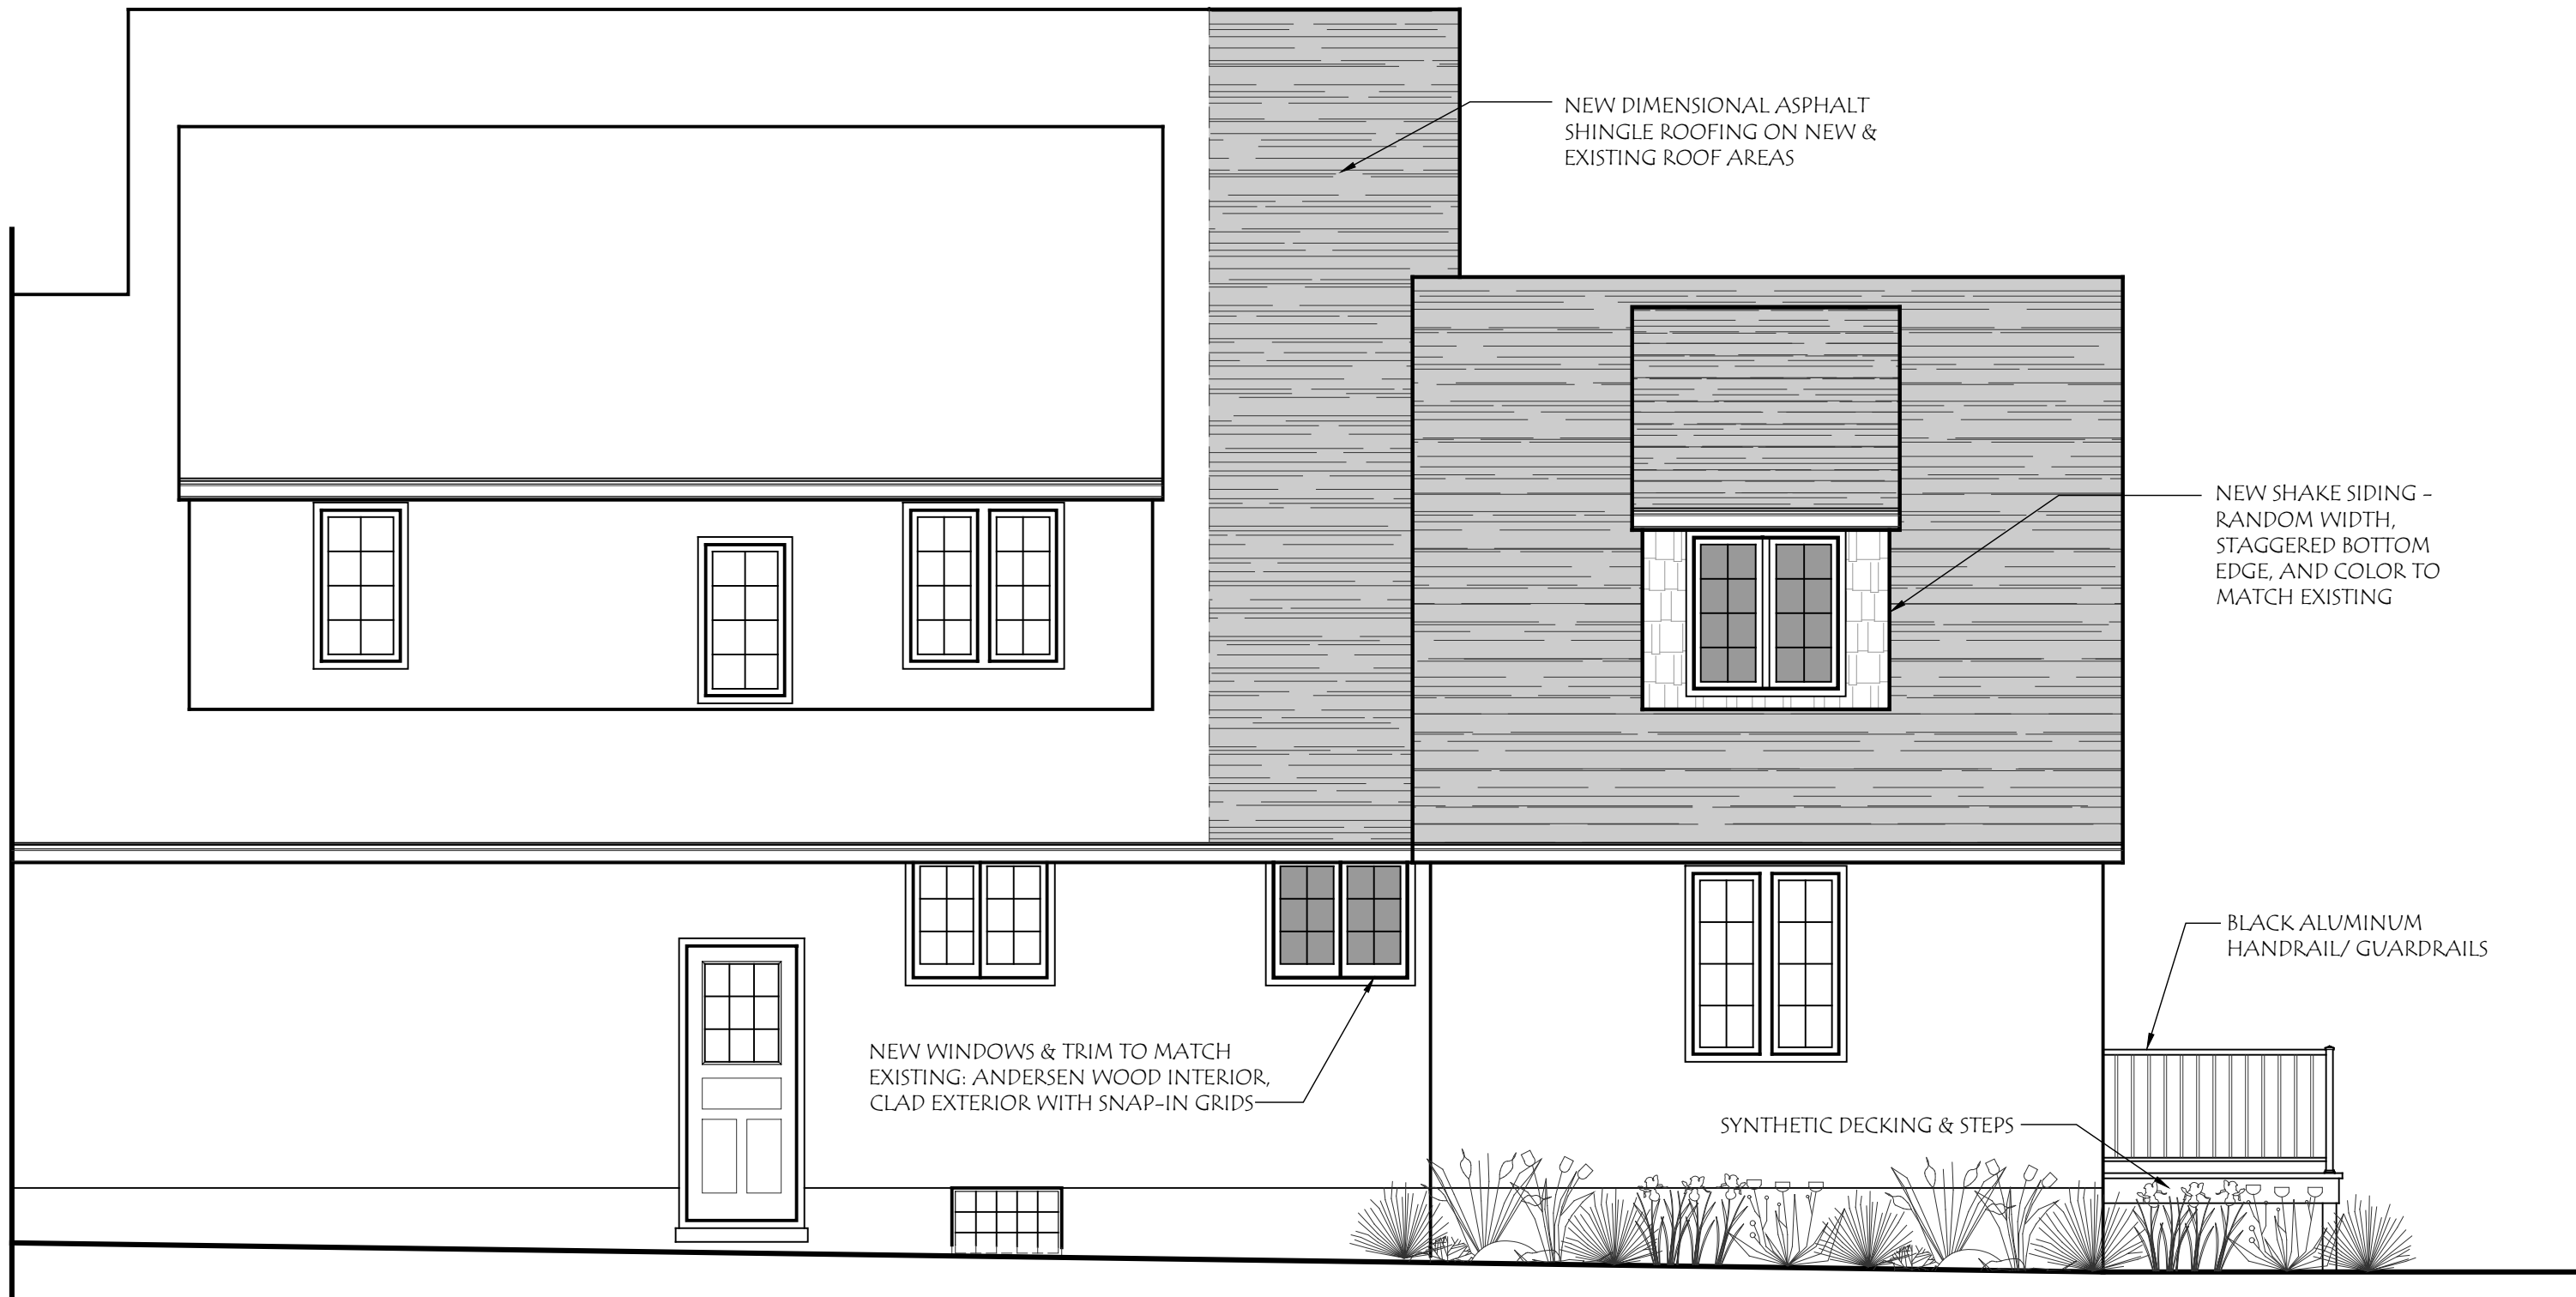 NEW DIMENSIONAL ASPHALT
SHINGLE ROOFING ON NEW &
EXISTING ROOF AREAS
NEW SHAKE SIDING -
RANDOM WIDTH,
STAGGERED BOTTOM
EDGE, AND COLOR TO
MATCH EXISTING
BLACK ALUMINUM
HANDRAIL/ GUARDRAILS
NEW WINDOWS & TRIM TO MATCH
EXISTING: ANDERSEN WOOD INTERIOR,
CLAD EXTERIOR WITH SNAP-IN GRIDS
SYNTHETIC DECKING & STEPS